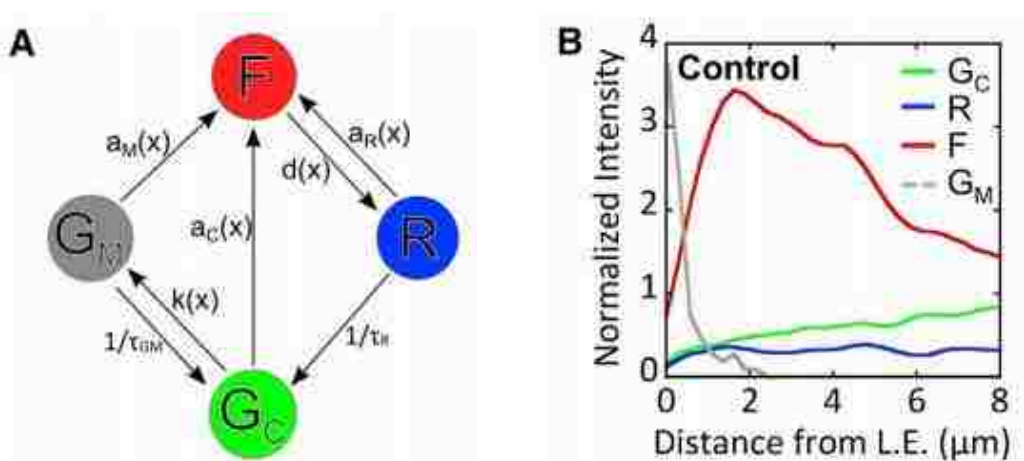 A
F
a_M(x)
a_R(x)
d(x)
G_M
a_C(x)
R
k(x)
1/τ_GM
1/τ_R
G_C
B
Control
G_C
R
F
G_M
Normalized Intensity
4
3
2
1
0
0 2 4 6 8
Distance from L.E. (μm)